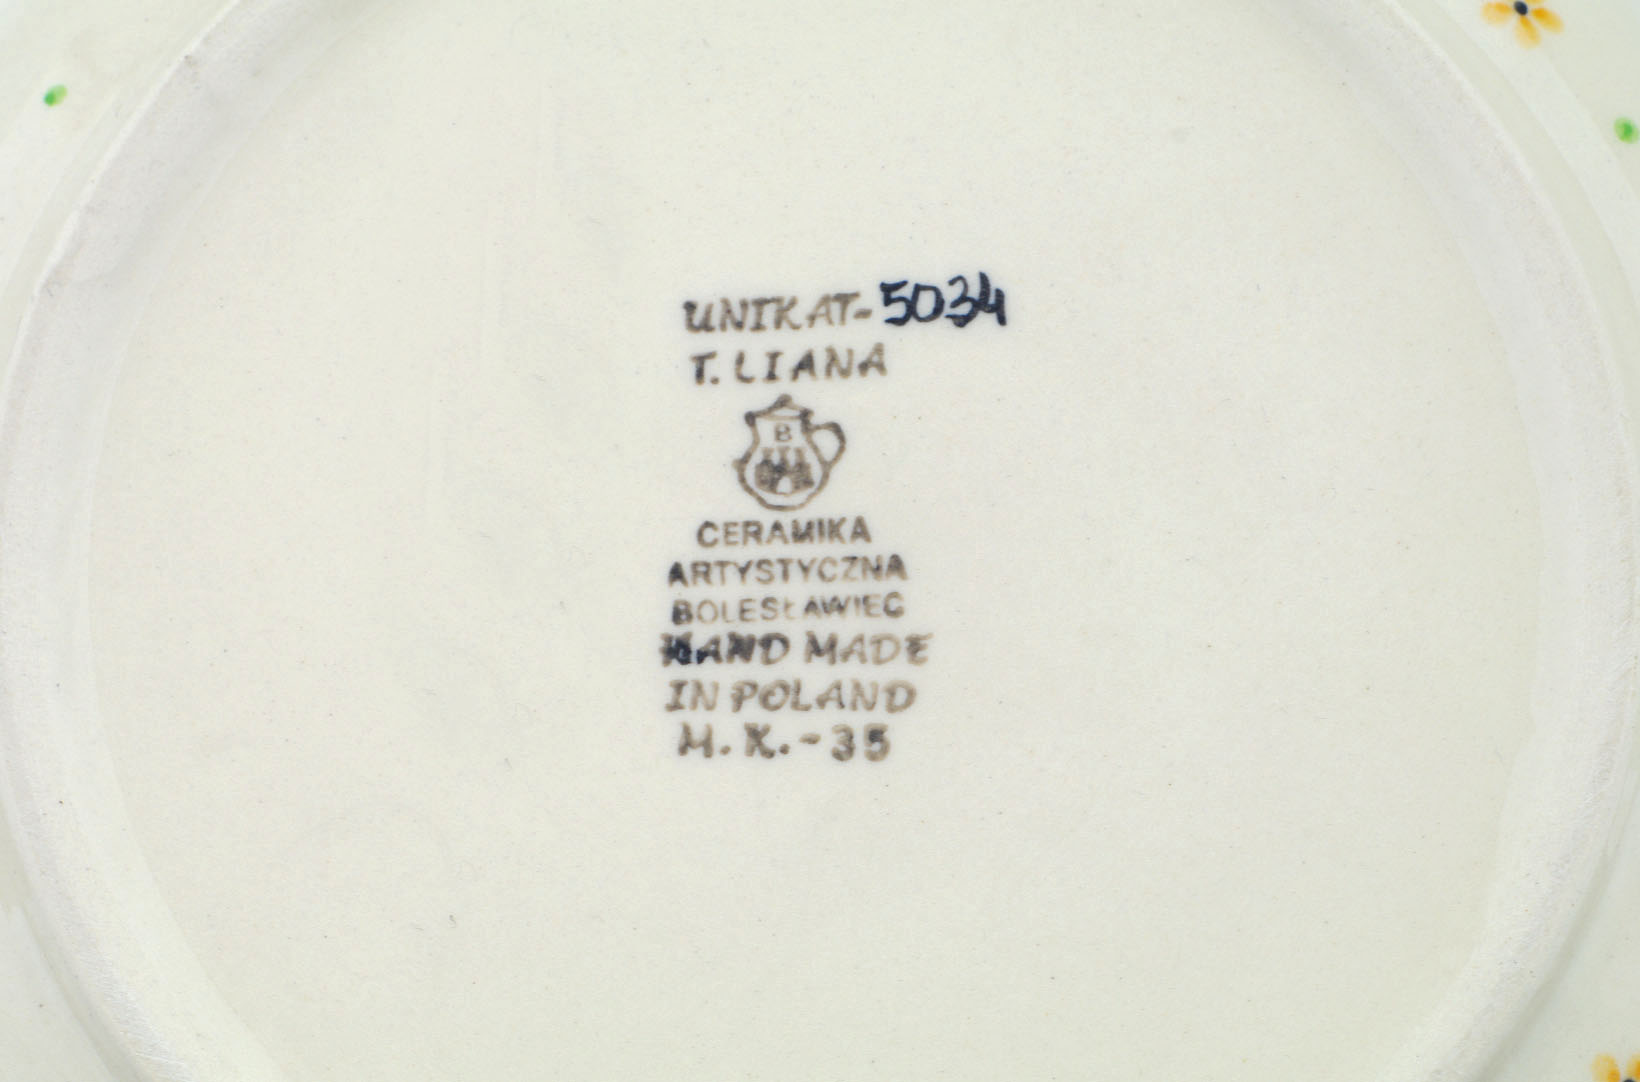 UNIKAT-5034
T. LIANA
B
CERAMIKA
ARTYSTYCZNA
BOLESŁAWIEC
HAND MADE
IN POLAND
M.K.-35